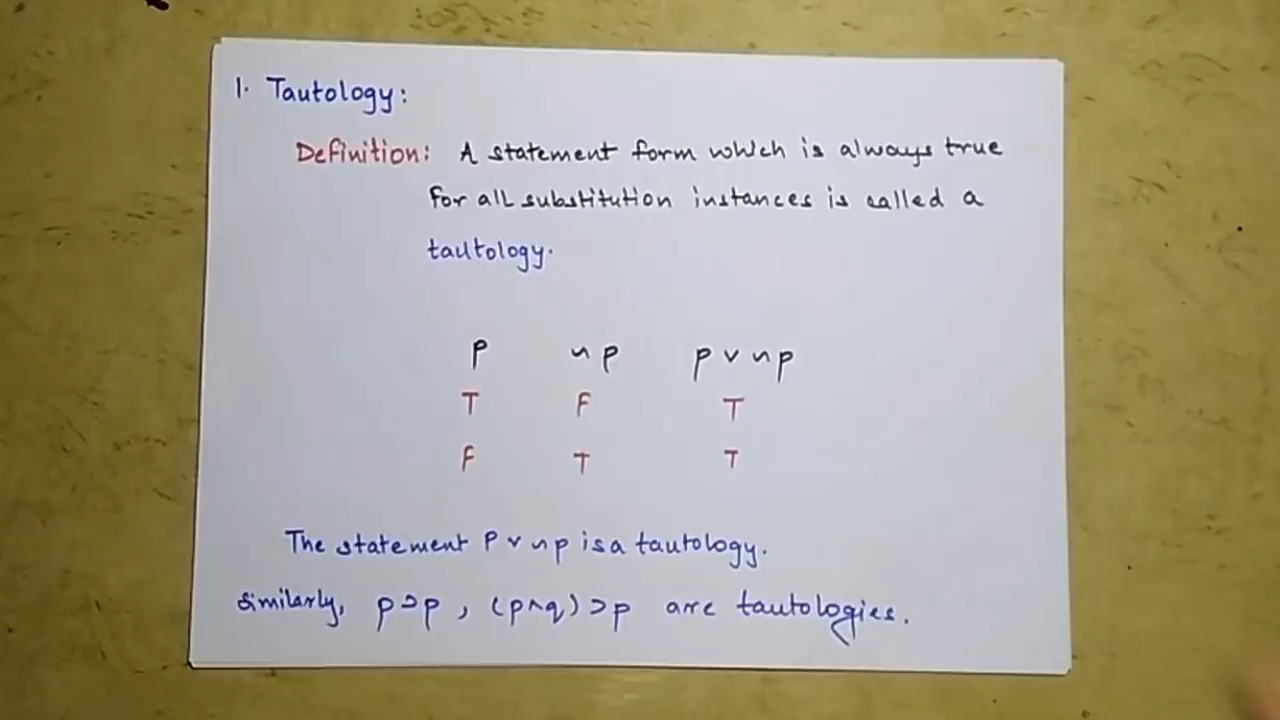 1. Tautology:
Definition: A statement form which is always true
for all substitution instances is called a
tautology.
p ~p p ∨ ~p
T F T
F T T
The statement P ∨ ~p is a tautology.
Similarly, p ⊃ p, (p ∧ q) ⊃ p are tautologies.